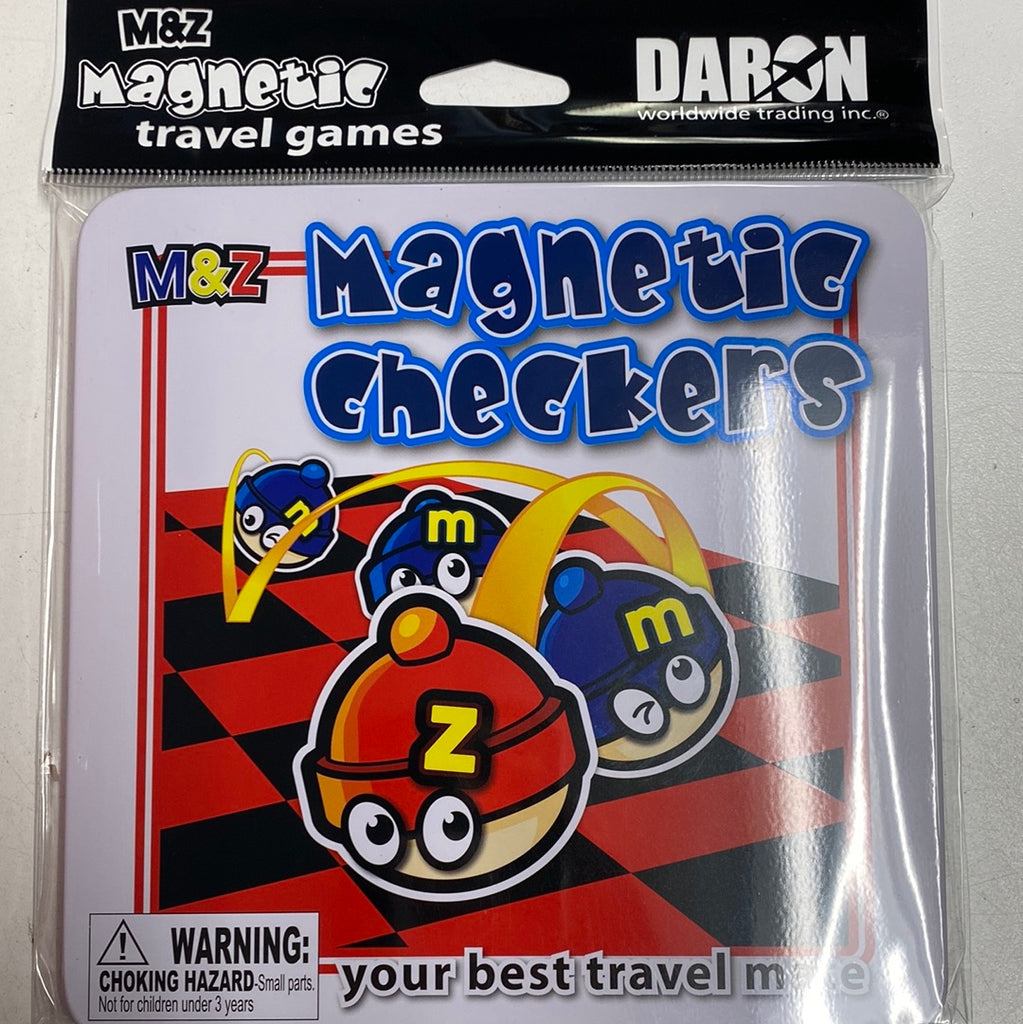 M&Z
Magnetic
travel games
DARON
worldwide trading inc.®
M&Z
Magnetic
Checkers
m
m
m
z
WARNING:
CHOKING HAZARD-Small parts.
Not for children under 3 years
your best travel mate